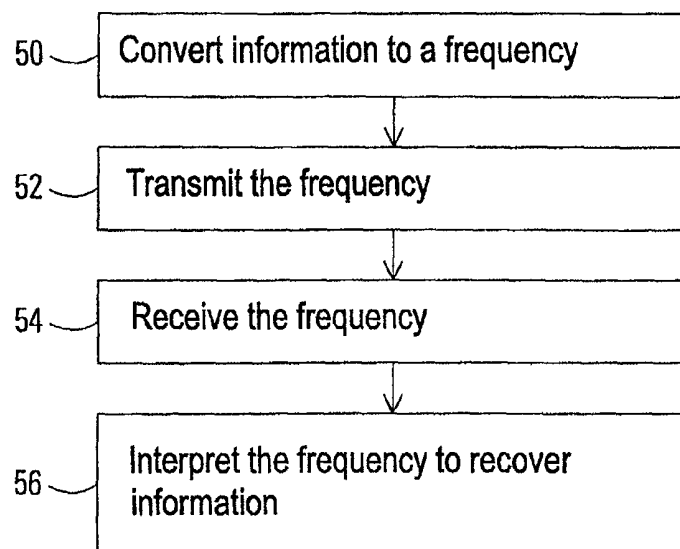 50 Convert information to a frequency
52 Transmit the frequency
54 Receive the frequency
56 Interpret the frequency to recover
information